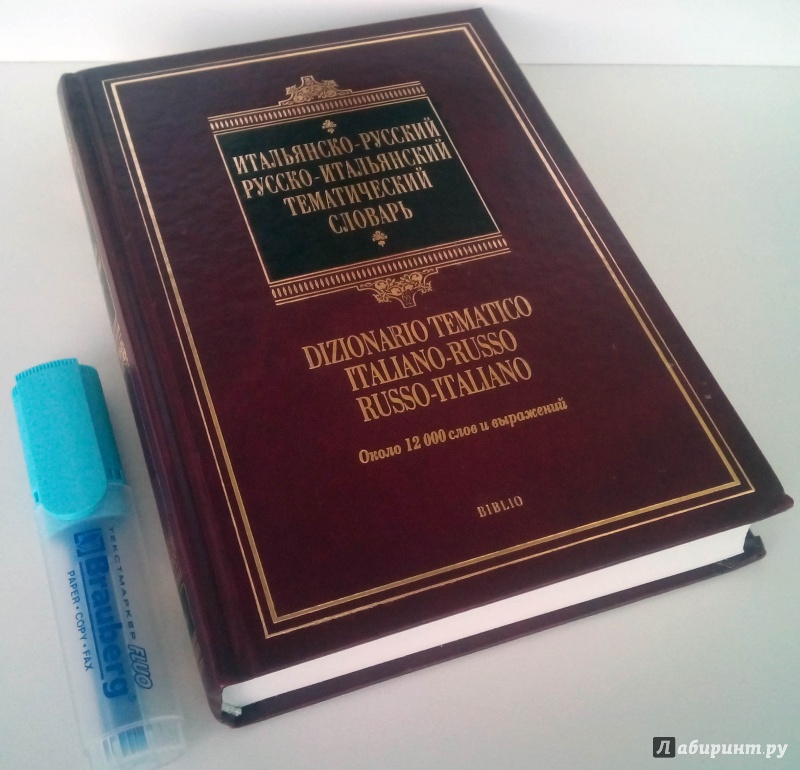 ИТАЛЬЯНСКО-РУССКИЙ
РУССКО-ИТАЛЬЯНСКИЙ
ТЕМАТИЧЕСКИЙ
СЛОВАРЬ
DIZIONARIO TEMATICO
ITALIANO-RUSSO
RUSSO-ITALIANO
Около 12 000 слов и выражений
BIBLIO
ТЕКСТМАРКЕР FLUO
Brauberg®
PAPER • COPY • FAX
Лабиринт.ру